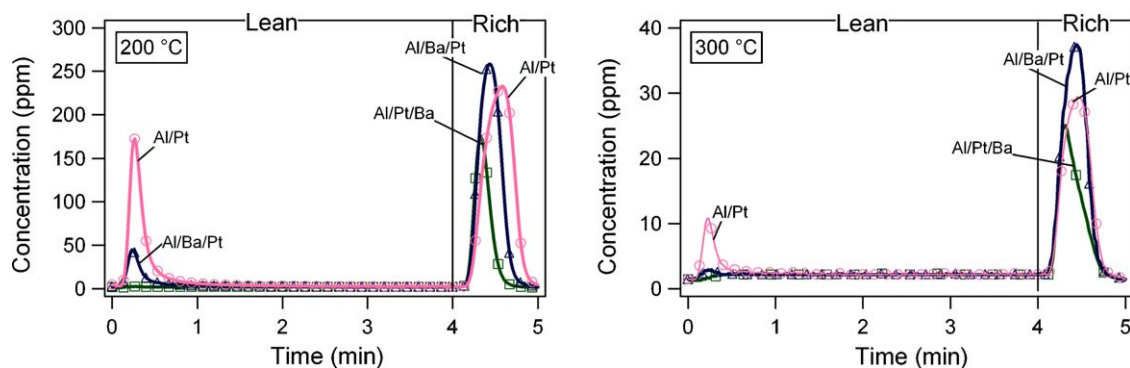 Lean Rich
300
200 °C
Al/Ba/Pt
250
Al/Pt
200
Al/Pt/Ba
Al/Pt
150
100
Al/Ba/Pt
50
0
0 1 2 3 4 5
Time (min)
Concentration (ppm)
Lean Rich
40
300 °C
Al/Ba/Pt
Al/Pt
30
Al/Pt/Ba
20
10
Al/Pt
0
0 1 2 3 4 5
Time (min)
Concentration (ppm)